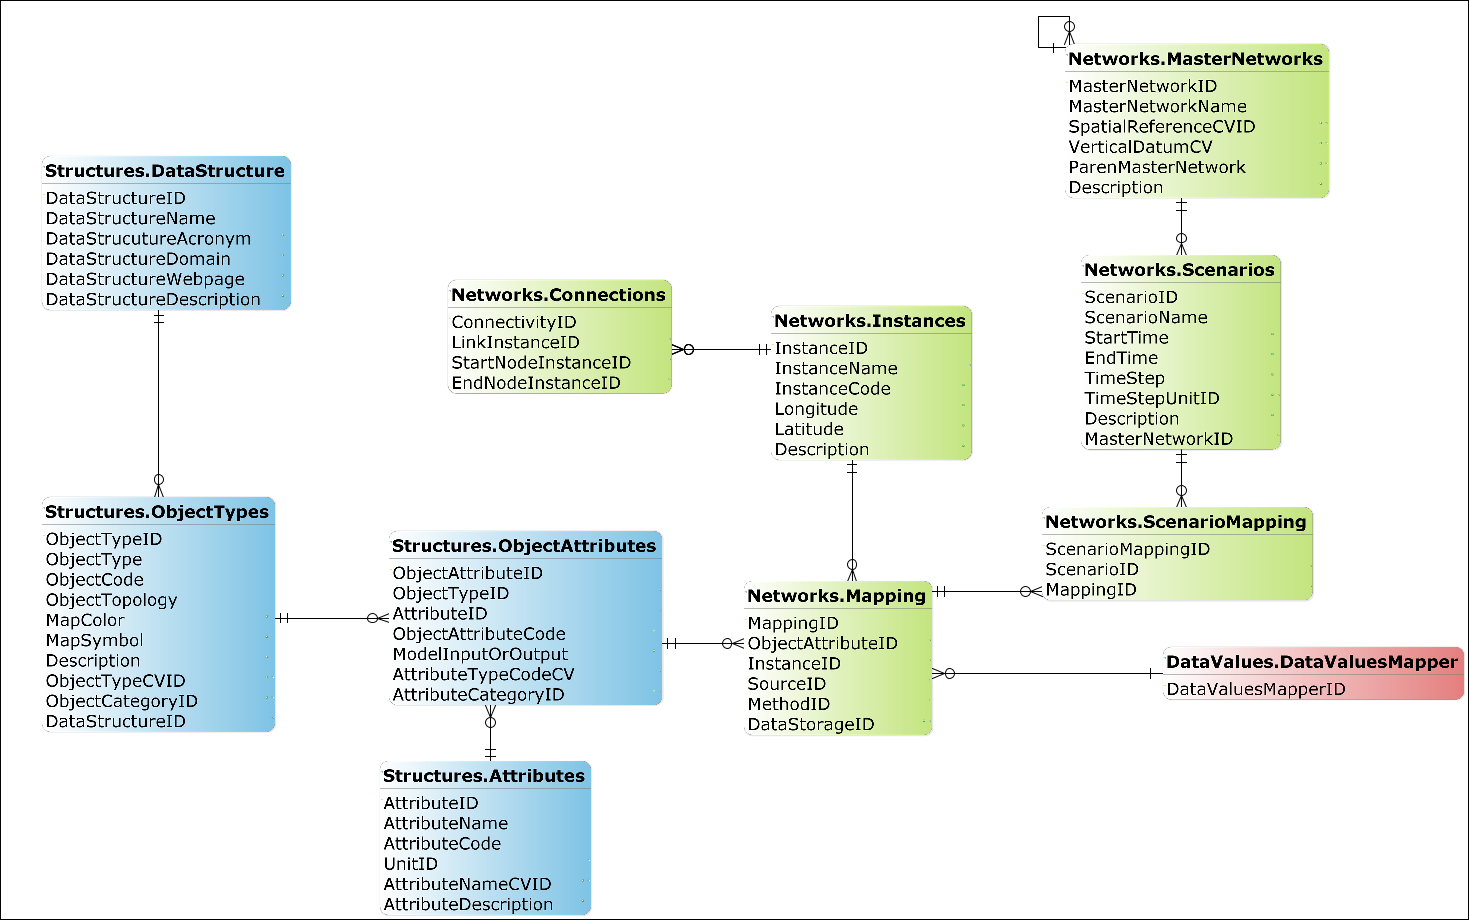 Networks.MasterNetworks
MasterNetworkID
MasterNetworkName
SpatialReferenceCVID
VerticalDatumCV
ParenMasterNetwork
Description
Structures.DataStructure
DataStructureID
DataStructureName
DataStrucutureAcronym
DataStructureDomain
DataStructureWebpage
DataStructureDescription
Networks.Scenarios
ScenarioID
ScenarioName
StartTime
EndTime
TimeStep
TimeStepUnitID
Description
MasterNetworkID
Networks.Connections
ConnectivityID
LinkInstanceID
StartNodeInstanceID
EndNodeInstanceID
Networks.Instances
InstanceID
InstanceName
InstanceCode
Longitude
Latitude
Description
Structures.ObjectTypes
ObjectTypeID
ObjectType
ObjectCode
ObjectTopology
MapColor
MapSymbol
Description
ObjectTypeCVID
ObjectCategoryID
DataStructureID
Structures.ObjectAttributes
ObjectAttributeID
ObjectTypeID
AttributeID
ObjectAttributeCode
ModelInputOrOutput
AttributeTypeCodeCV
AttributeCategoryID
Networks.ScenarioMapping
ScenarioMappingID
ScenarioID
MappingID
Networks.Mapping
MappingID
ObjectAttributeID
InstanceID
SourceID
MethodID
DataStorageID
DataValues.DataValuesMapper
DataValuesMapperID
Structures.Attributes
AttributeID
AttributeName
AttributeCode
UnitID
AttributeNameCVID
AttributeDescription